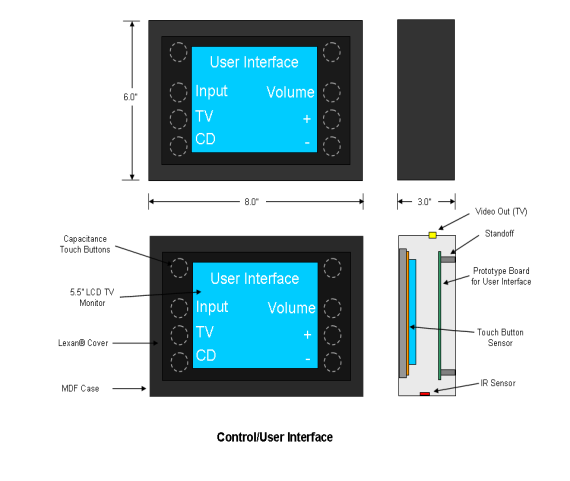 User Interface
Input Volume
TV +
CD -
6.0"
8.0"
3.0"
Video Out (TV)
Standoff
Capacitance
Touch Buttons
Prototype Board
for User Interface
5.5" LCD TV
Monitor
User Interface
Input Volume
TV +
CD -
Lexan® Cover
Touch Button
Sensor
MDF Case
IR Sensor
Control/User Interface